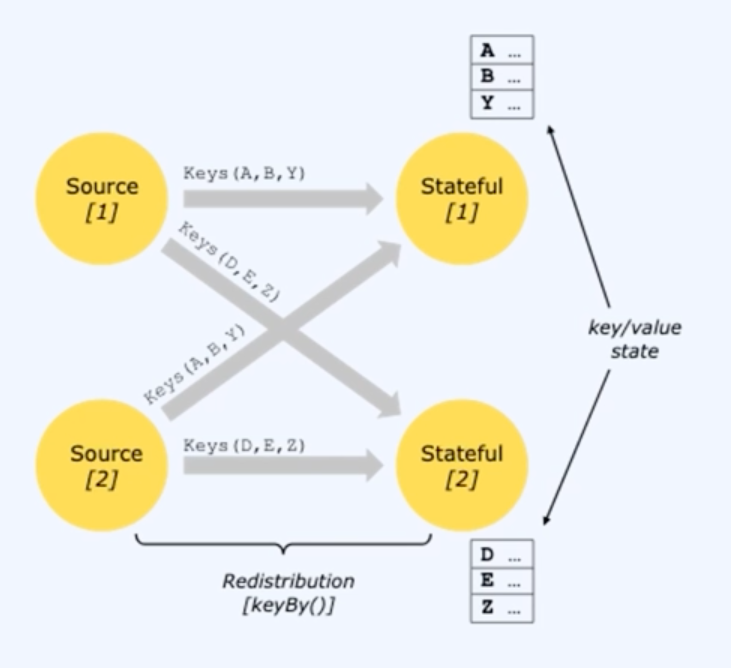 A ...
B ...
Y ...
Keys(A,B,Y)
Source
[1]
Stateful
[1]
Keys(D,E,Z)
key/value
state
Keys(A,B,Y)
Keys(D,E,Z)
Source
[2]
Stateful
[2]
D ...
E ...
Z ...
Redistribution
[keyBy()]